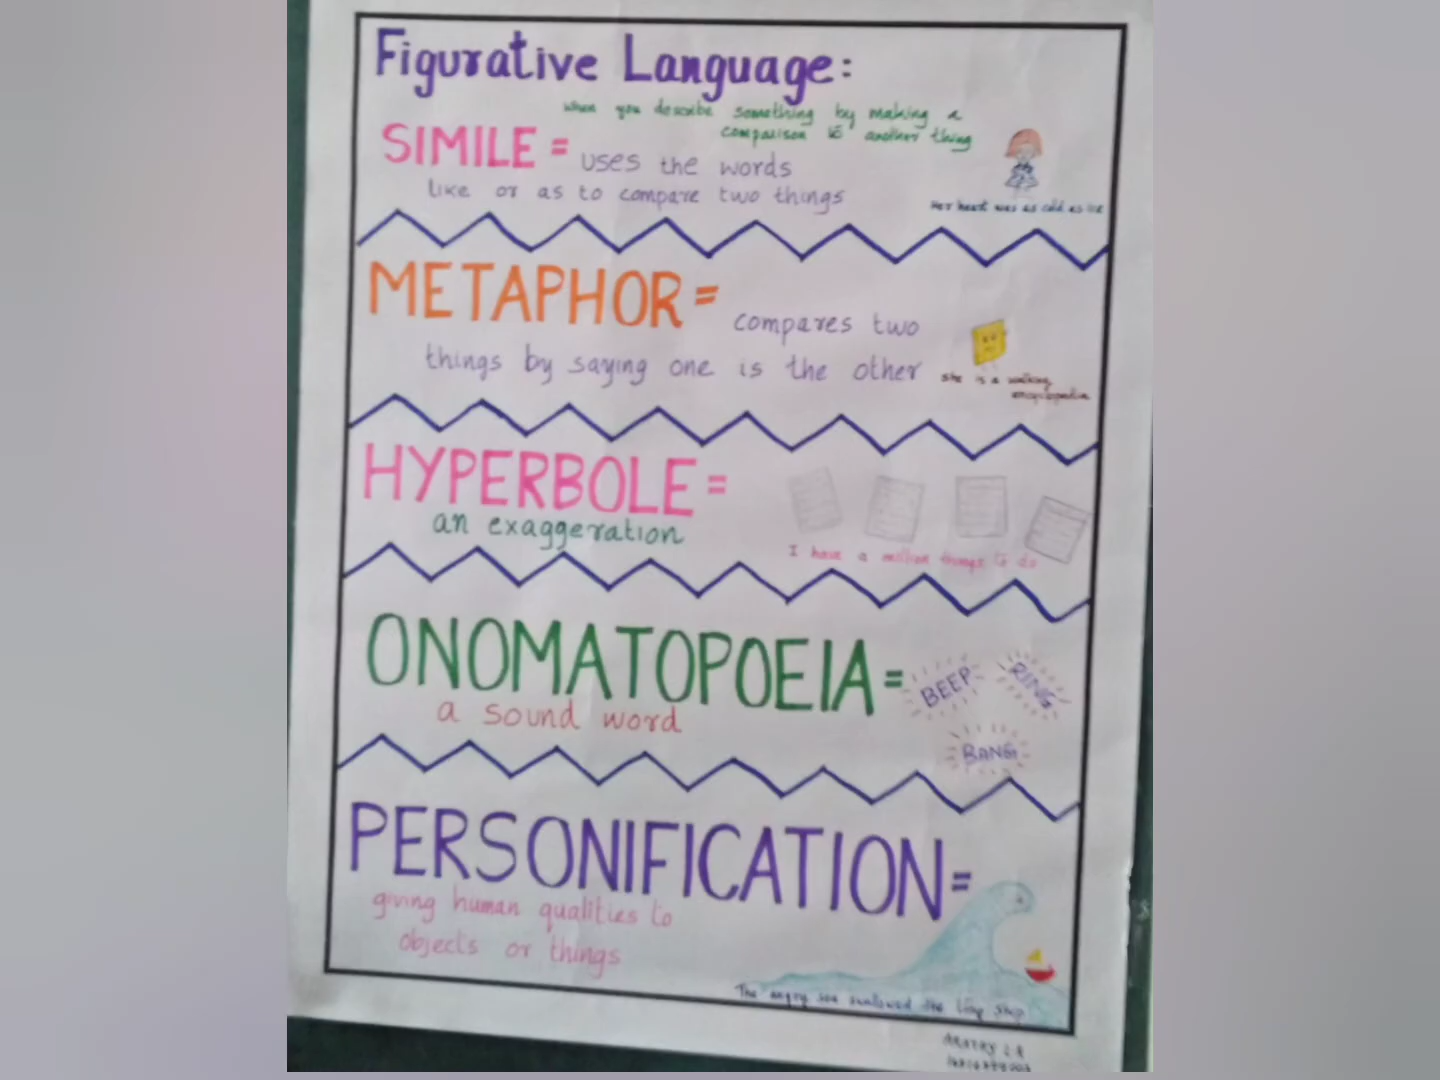 Figurative Language:
when you describe something by making a
comparison to another thing
SIMILE = uses the words
like or as to compare two things
Her heart was as cold as ice
METAPHOR = compares two
things by saying one is the other
she is a walking
encyclopedia
HYPERBOLE =
an exaggeration
I have a million things to do
ONOMATOPOEIA =
a sound word
BEEP
RING
BANG
PERSONIFICATION =
giving human qualities to
objects or things
The angry sea swallowed the tiny ship